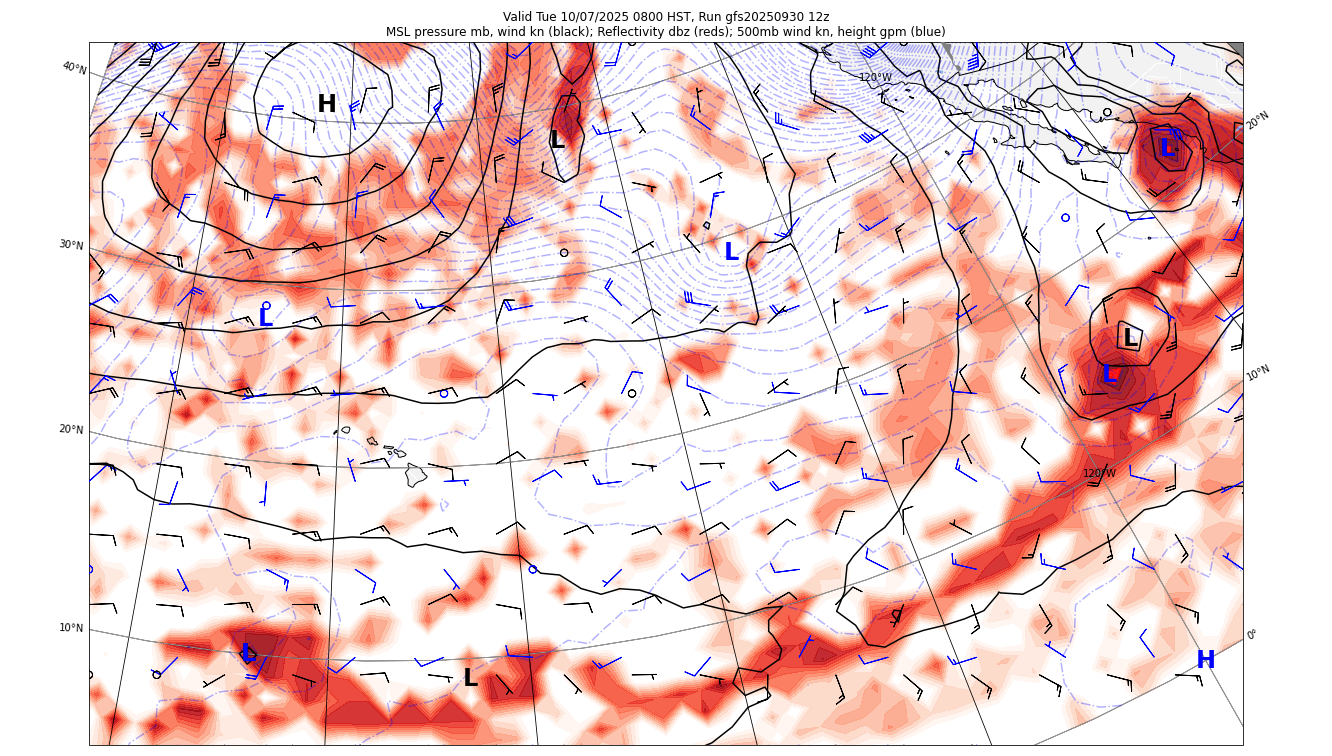 Valid Tue 10/07/2025 0800 HST, Run gfs20250930 12z
MSL pressure mb, wind kn (black); Reflectivity dbz (reds); 500mb wind kn, height gpm (blue)
40°N
120°W
H
20°N
L
L
30°N
L
L
L
L
10°N
20°N
120°W
10°N
0°
L
H
L